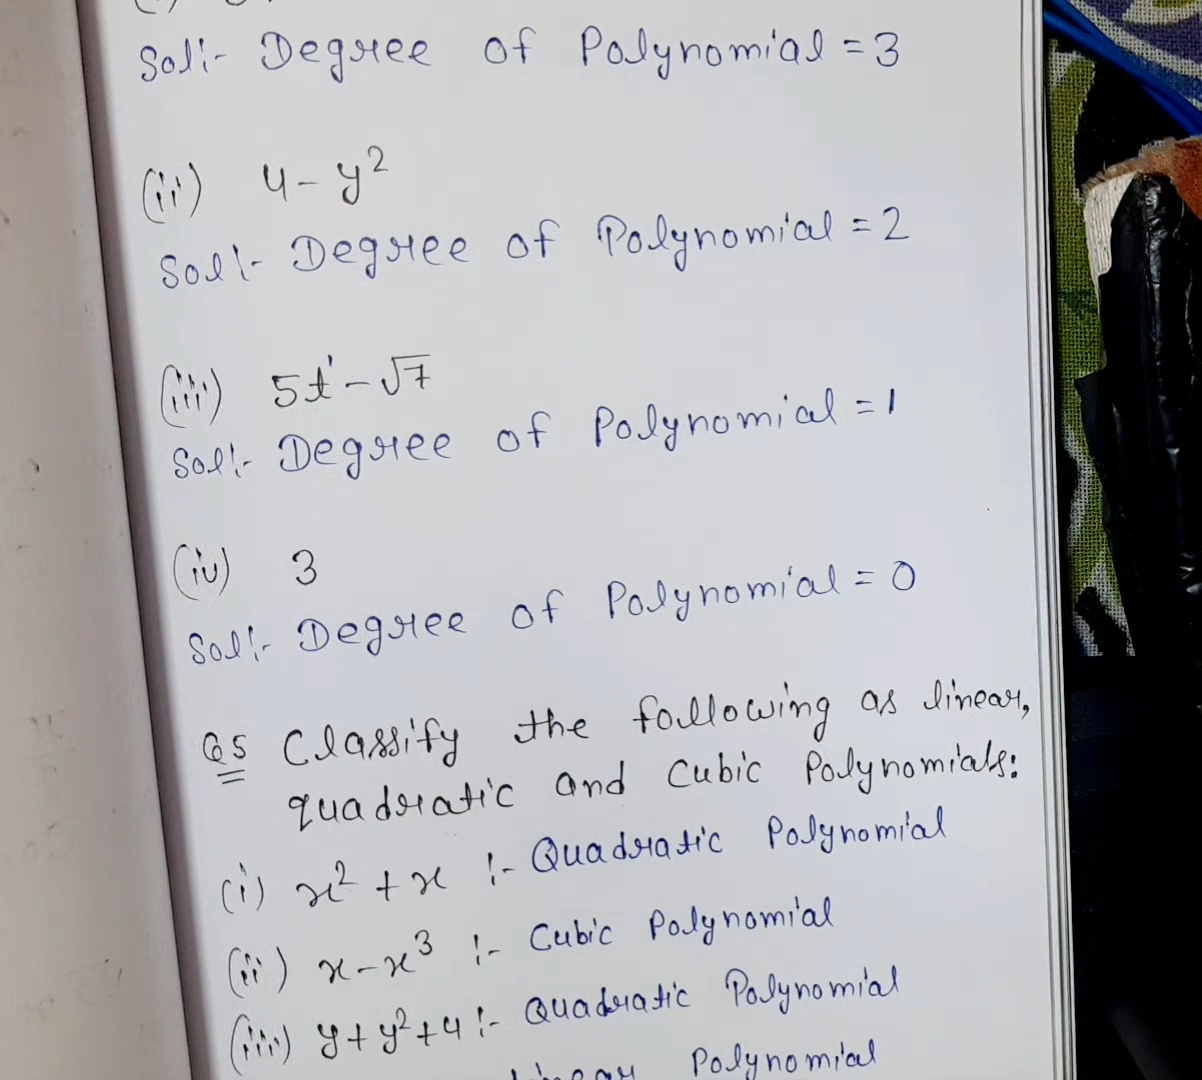 Sol:- Degree of Polynomial = 3
(ii) 4 - y²
Sol:- Degree of Polynomial = 2
(iii) 5t¹ - √7
Sol:- Degree of Polynomial = 1
(iv) 3
Sol:- Degree of Polynomial = 0
Q5 Classify the following as linear,
quadratic and Cubic Polynomials:
(i) x² + x :- Quadratic Polynomial
(ii) x - x³ :- Cubic Polynomial
(iii) y + y² + 4 :- Quadratic Polynomial
Linear Polynomial